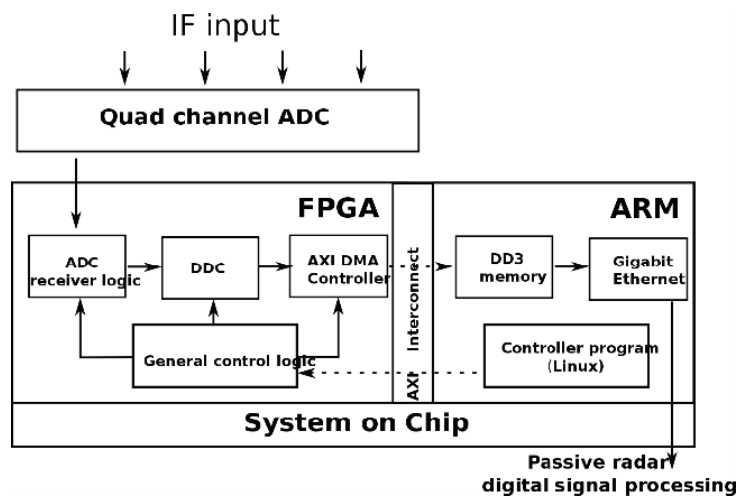 IF input
Quad channel ADC
FPGA
ARM
ADC
receiver logic
DDC
AXI DMA
Controller
AXI Interconnect
DD3
memory
Gigabit
Ethernet
General control logic
Controller program
(Linux)
System on Chip
Passive radar
digital signal processing